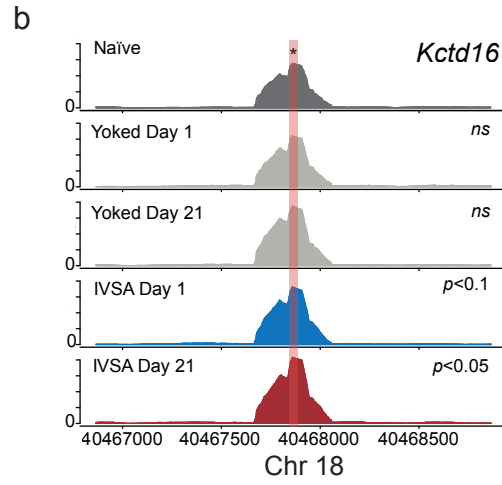 b
Naïve
*
Kctd16
0
Yoked Day 1
ns
0
Yoked Day 21
ns
0
IVSA Day 1
p<0.1
0
IVSA Day 21
p<0.05
0
40467000 40467500 40468000 40468500
Chr 18